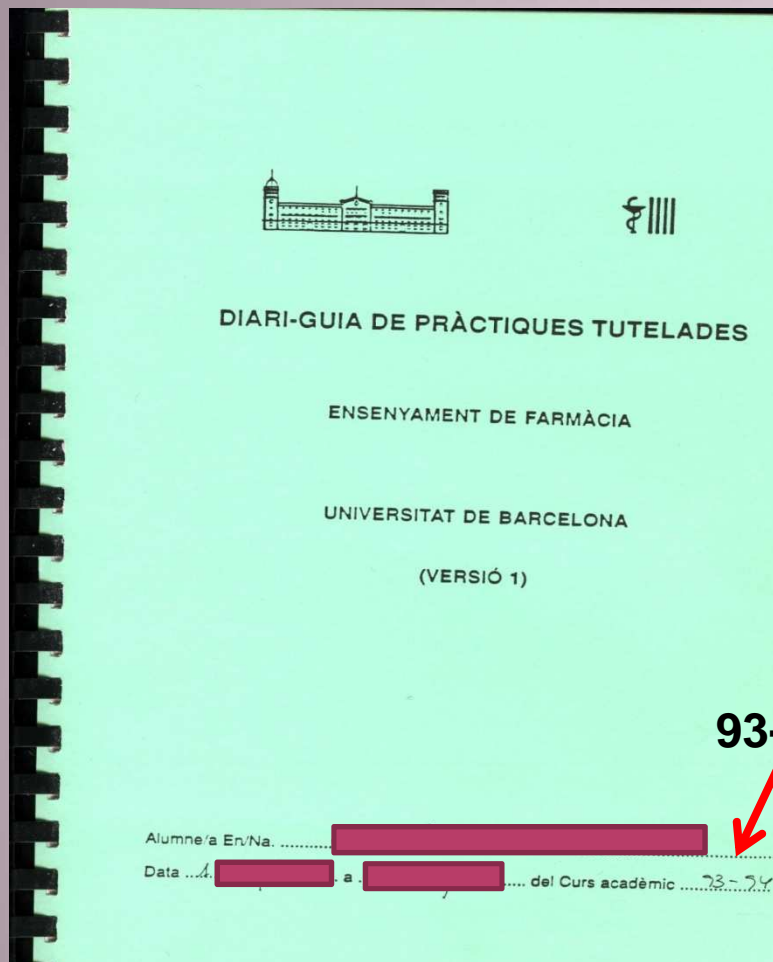 DIARI-GUIA DE PRÀCTIQUES TUTELADES
ENSENYAMENT DE FARMÀCIA
UNIVERSITAT DE BARCELONA
(VERSIÓ 1)
93-
Alumne/a En/Na. ..........
Data ...1. a . ..... del Curs acadèmic ..... 93-94